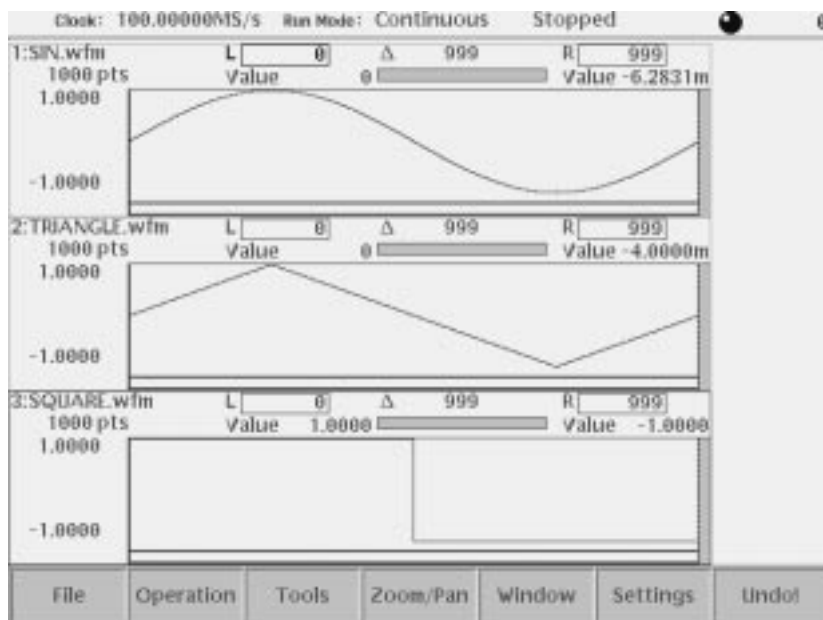 Clock: 100.00000MS/s Run Mode: Continuous Stopped
1:SIN.wfm L 0 Δ 999 R 999
1000 pts Value 0 Value -6.2831m
1.0000
-1.0000
2:TRIANGLE.wfm L 0 Δ 999 R 999
1000 pts Value 0 Value -4.0000m
1.0000
-1.0000
3:SQUARE.wfm L 0 Δ 999 R 999
1000 pts Value 1.0000 Value -1.0000
1.0000
-1.0000
File Operation Tools Zoom/Pan Window Settings Undo!